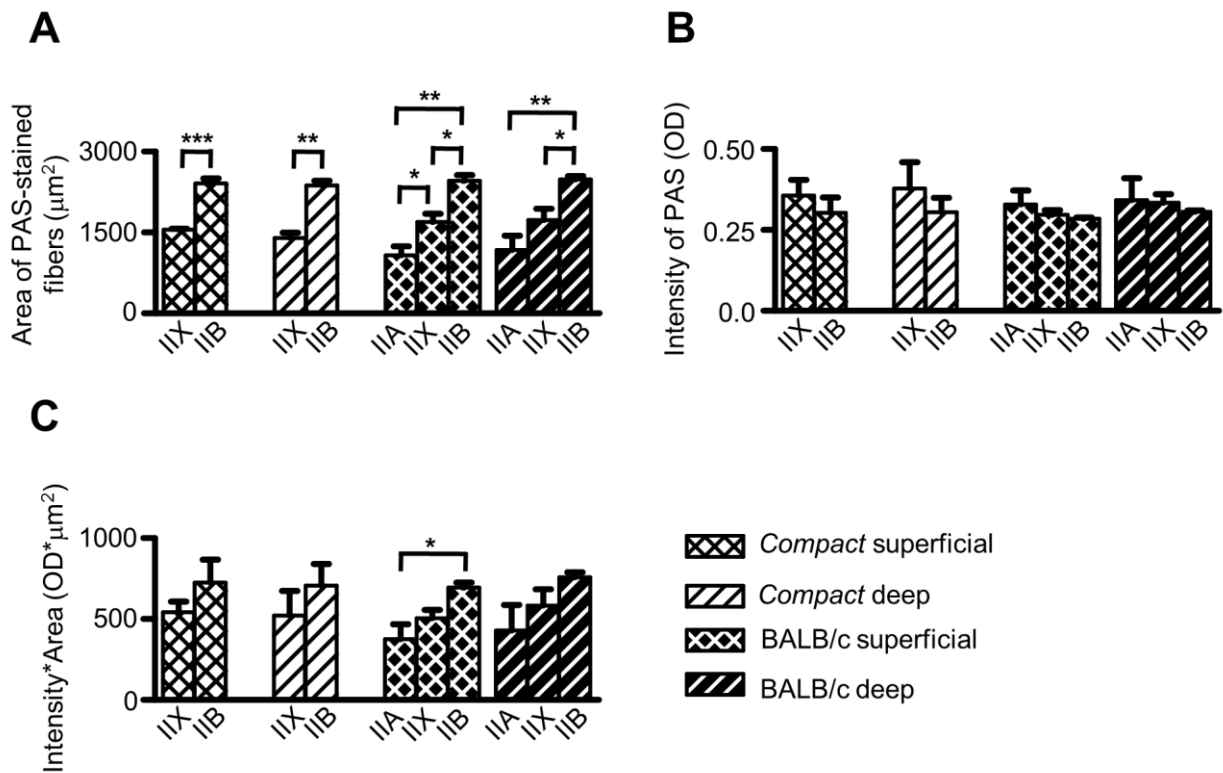 A
Area of PAS-stained
fibers (μm²)
3000
1500
0
***
**
**
*
*
**
*
IIX IIB IIX IIB IIA IIX IIB IIA IIX IIB
B
Intensity of PAS (OD)
0.50
0.25
0.0
IIX IIB IIX IIB IIA IIX IIB IIA IIX IIB
C
Intensity*Area (OD*μm²)
1000
500
0
*
IIX IIB IIX IIB IIA IIX IIB IIA IIX IIB
Compact superficial
Compact deep
BALB/c superficial
BALB/c deep